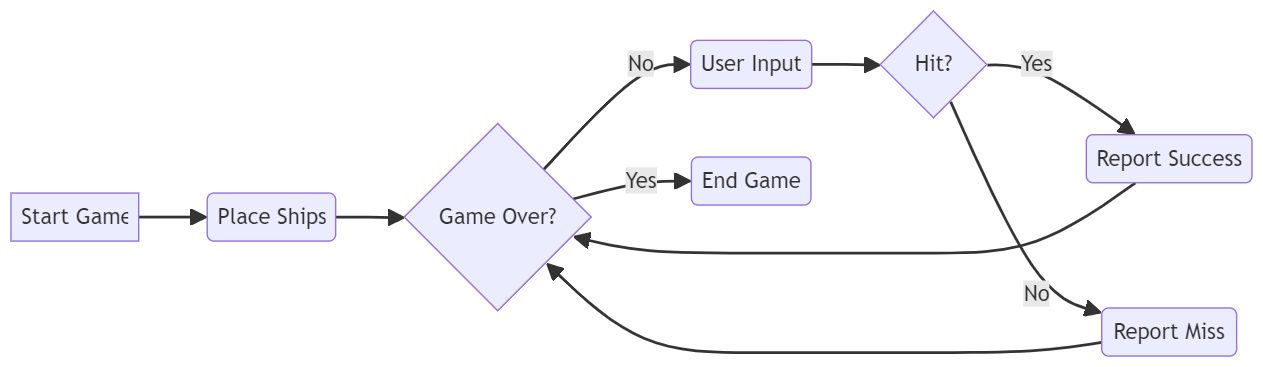 Start Game
Place Ships
Game Over?
No
User Input
Hit?
Yes
Report Success
Yes
End Game
No
Report Miss